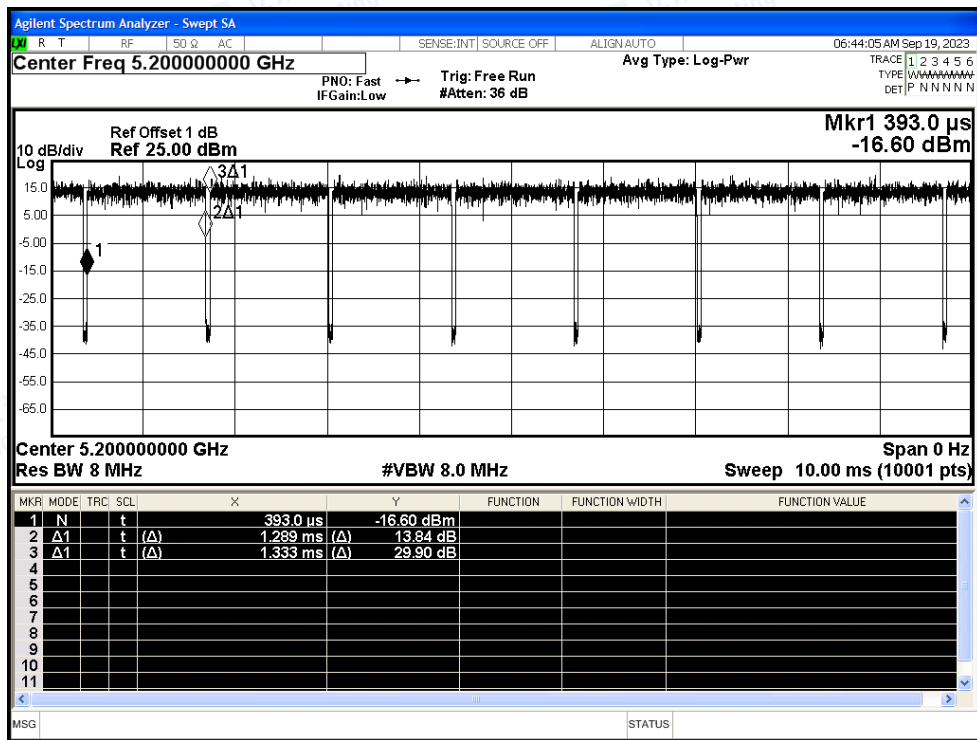 Agilent Spectrum Analyzer - Swept SA
LXI R T RF 50 Ω AC SENSE:INT SOURCE OFF ALIGN AUTO 06:44:05 AM Sep 19, 2023
Center Freq 5.200000000 GHz Avg Type: Log-Pwr TRACE 1 2 3 4 5 6
PNO: Fast Trig: Free Run TYPE WWWWWW
IFGain:Low #Atten: 36 dB DET P N N N N N
Mkr1 393.0 µs
Ref Offset 1 dB
10 dB/div Ref 25.00 dBm -16.60 dBm
Log
3Δ1
15.0
2Δ1
5.00
-5.00
1
-15.0
-25.0
-35.0
-45.0
-55.0
-65.0
Center 5.200000000 GHz Span 0 Hz
Res BW 8 MHz #VBW 8.0 MHz Sweep 10.00 ms (10001 pts)
MKR MODE TRC SCL X Y FUNCTION FUNCTION WIDTH FUNCTION VALUE
1 N t 393.0 µs -16.60 dBm
2 Δ1 t (Δ) 1.289 ms (Δ) 13.84 dB
3 Δ1 t (Δ) 1.333 ms (Δ) 29.90 dB
4
5
6
7
8
9
10
11
MSG STATUS